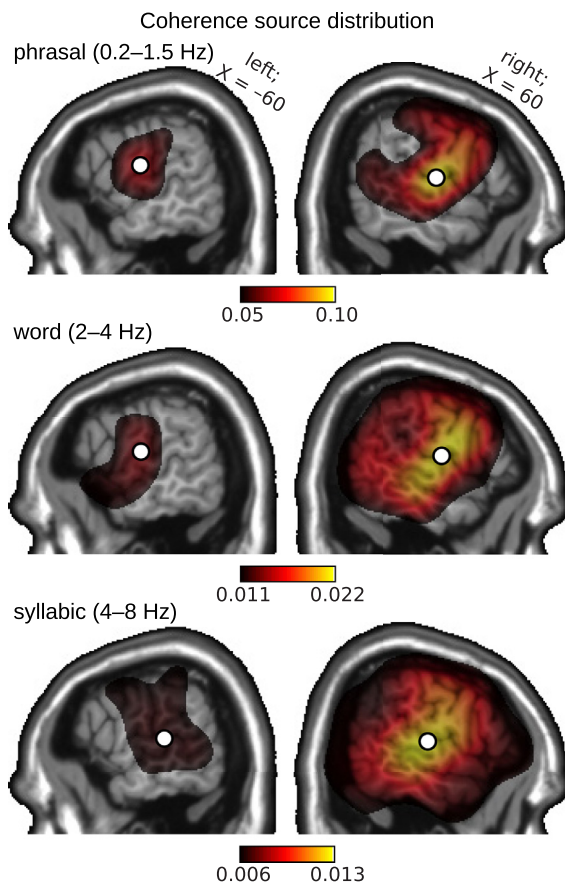 Coherence source distribution
phrasal (0.2–1.5 Hz)
left;
X = -60
right;
X = 60
0.05 0.10
word (2–4 Hz)
0.011 0.022
syllabic (4–8 Hz)
0.006 0.013